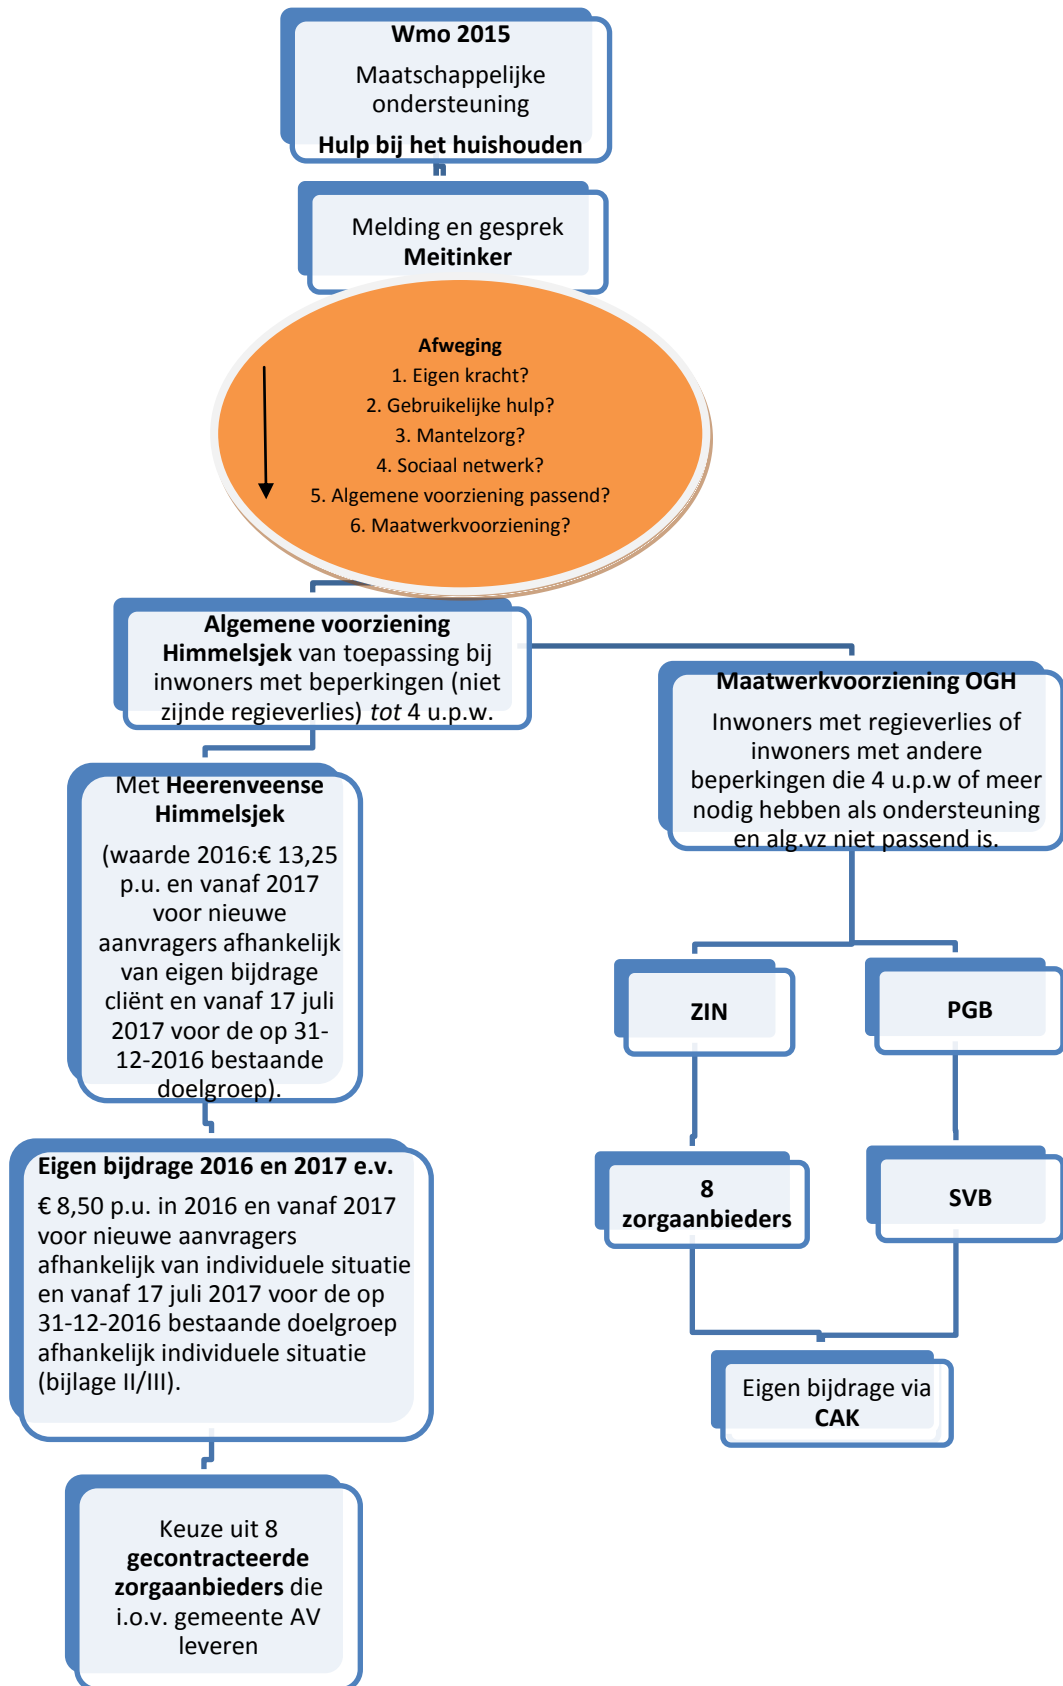 Wmo 2015
Maatschappelijke
ondersteuning
Hulp bij het huishouden
Melding en gesprek
Meitinker
Afweging
1. Eigen kracht?
2. Gebruikelijke hulp?
3. Mantelzorg?
4. Sociaal netwerk?
5. Algemene voorziening passend?
6. Maatwerkvoorziening?
Algemene voorziening
Himmelsjek van toepassing bij
inwoners met beperkingen (niet
zijnde regieverlies) tot 4 u.p.w.
Met Heerenveense
Himmelsjek
(waarde 2016:€ 13,25
p.u. en vanaf 2017
voor nieuwe
aanvragers afhankelijk
van eigen bijdrage
cliënt en vanaf 17 juli
2017 voor de op 31-
12-2016 bestaande
doelgroep).
Eigen bijdrage 2016 en 2017 e.v.
€ 8,50 p.u. in 2016 en vanaf 2017
voor nieuwe aanvragers
afhankelijk van individuele situatie
en vanaf 17 juli 2017 voor de op
31-12-2016 bestaande doelgroep
afhankelijk individuele situatie
(bijlage II/III).
Keuze uit 8
gecontracteerde
zorgaanbieders die
i.o.v. gemeente AV
leveren
Maatwerkvoorziening OGH
Inwoners met regieverlies of
inwoners met andere
beperkingen die 4 u.p.w of meer
nodig hebben als ondersteuning
en alg.vz niet passend is.
ZIN
PGB
8
zorgaanbieders
SVB
Eigen bijdrage via
CAK